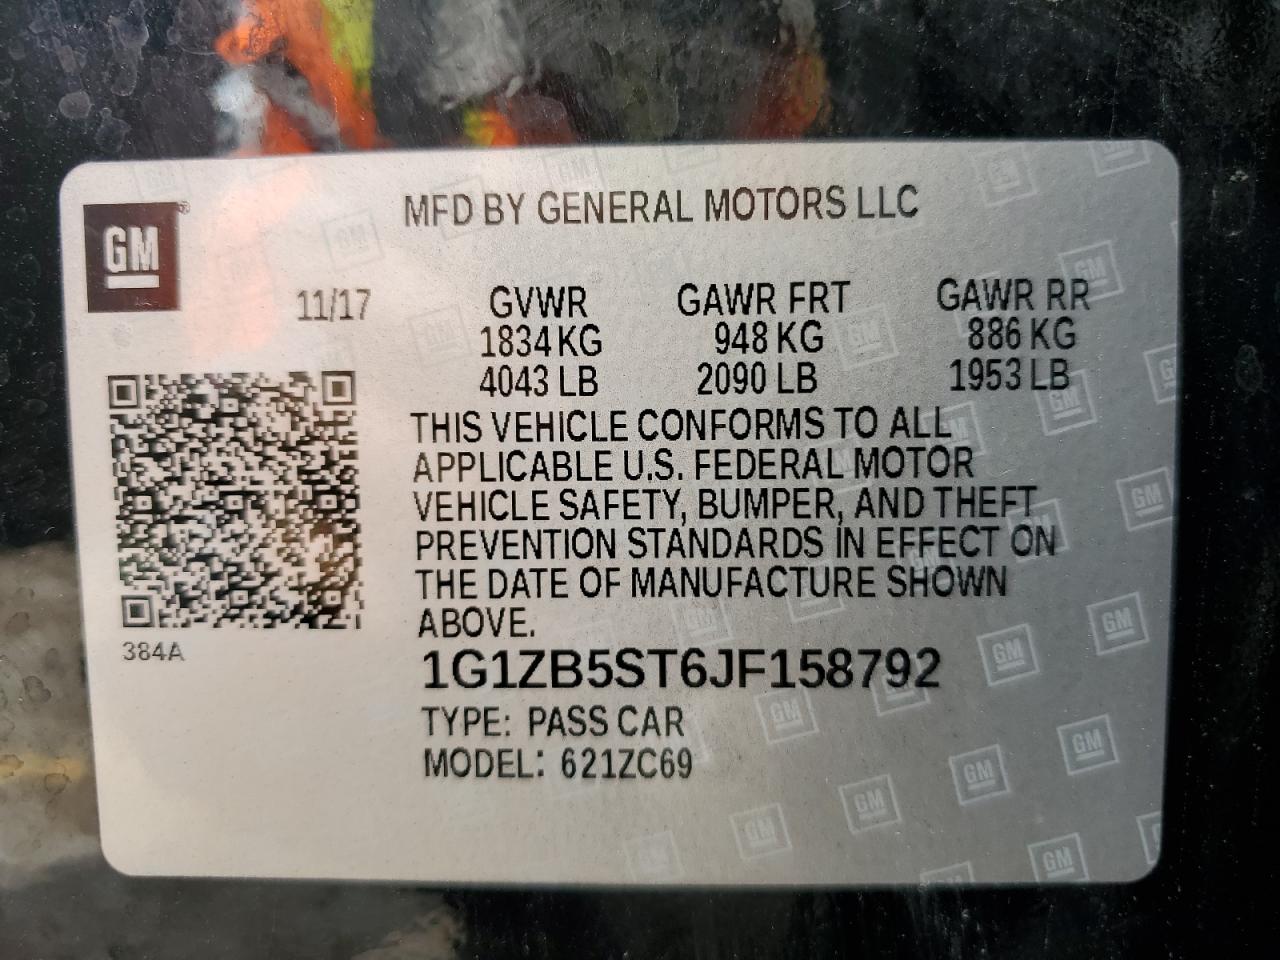 MFD BY GENERAL MOTORS LLC
GM
11/17 GVWR GAWR FRT GAWR RR
1834 KG 948 KG 886 KG
4043 LB 2090 LB 1953 LB
THIS VEHICLE CONFORMS TO ALL
APPLICABLE U.S. FEDERAL MOTOR
VEHICLE SAFETY, BUMPER, AND THEFT
PREVENTION STANDARDS IN EFFECT ON
THE DATE OF MANUFACTURE SHOWN
ABOVE.
384A
1G1ZB5ST6JF158792
TYPE: PASS CAR
MODEL: 621ZC69